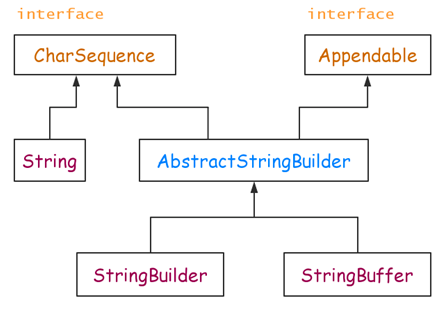 interface
interface
CharSequence
Appendable
String
AbstractStringBuilder
StringBuilder
StringBuffer